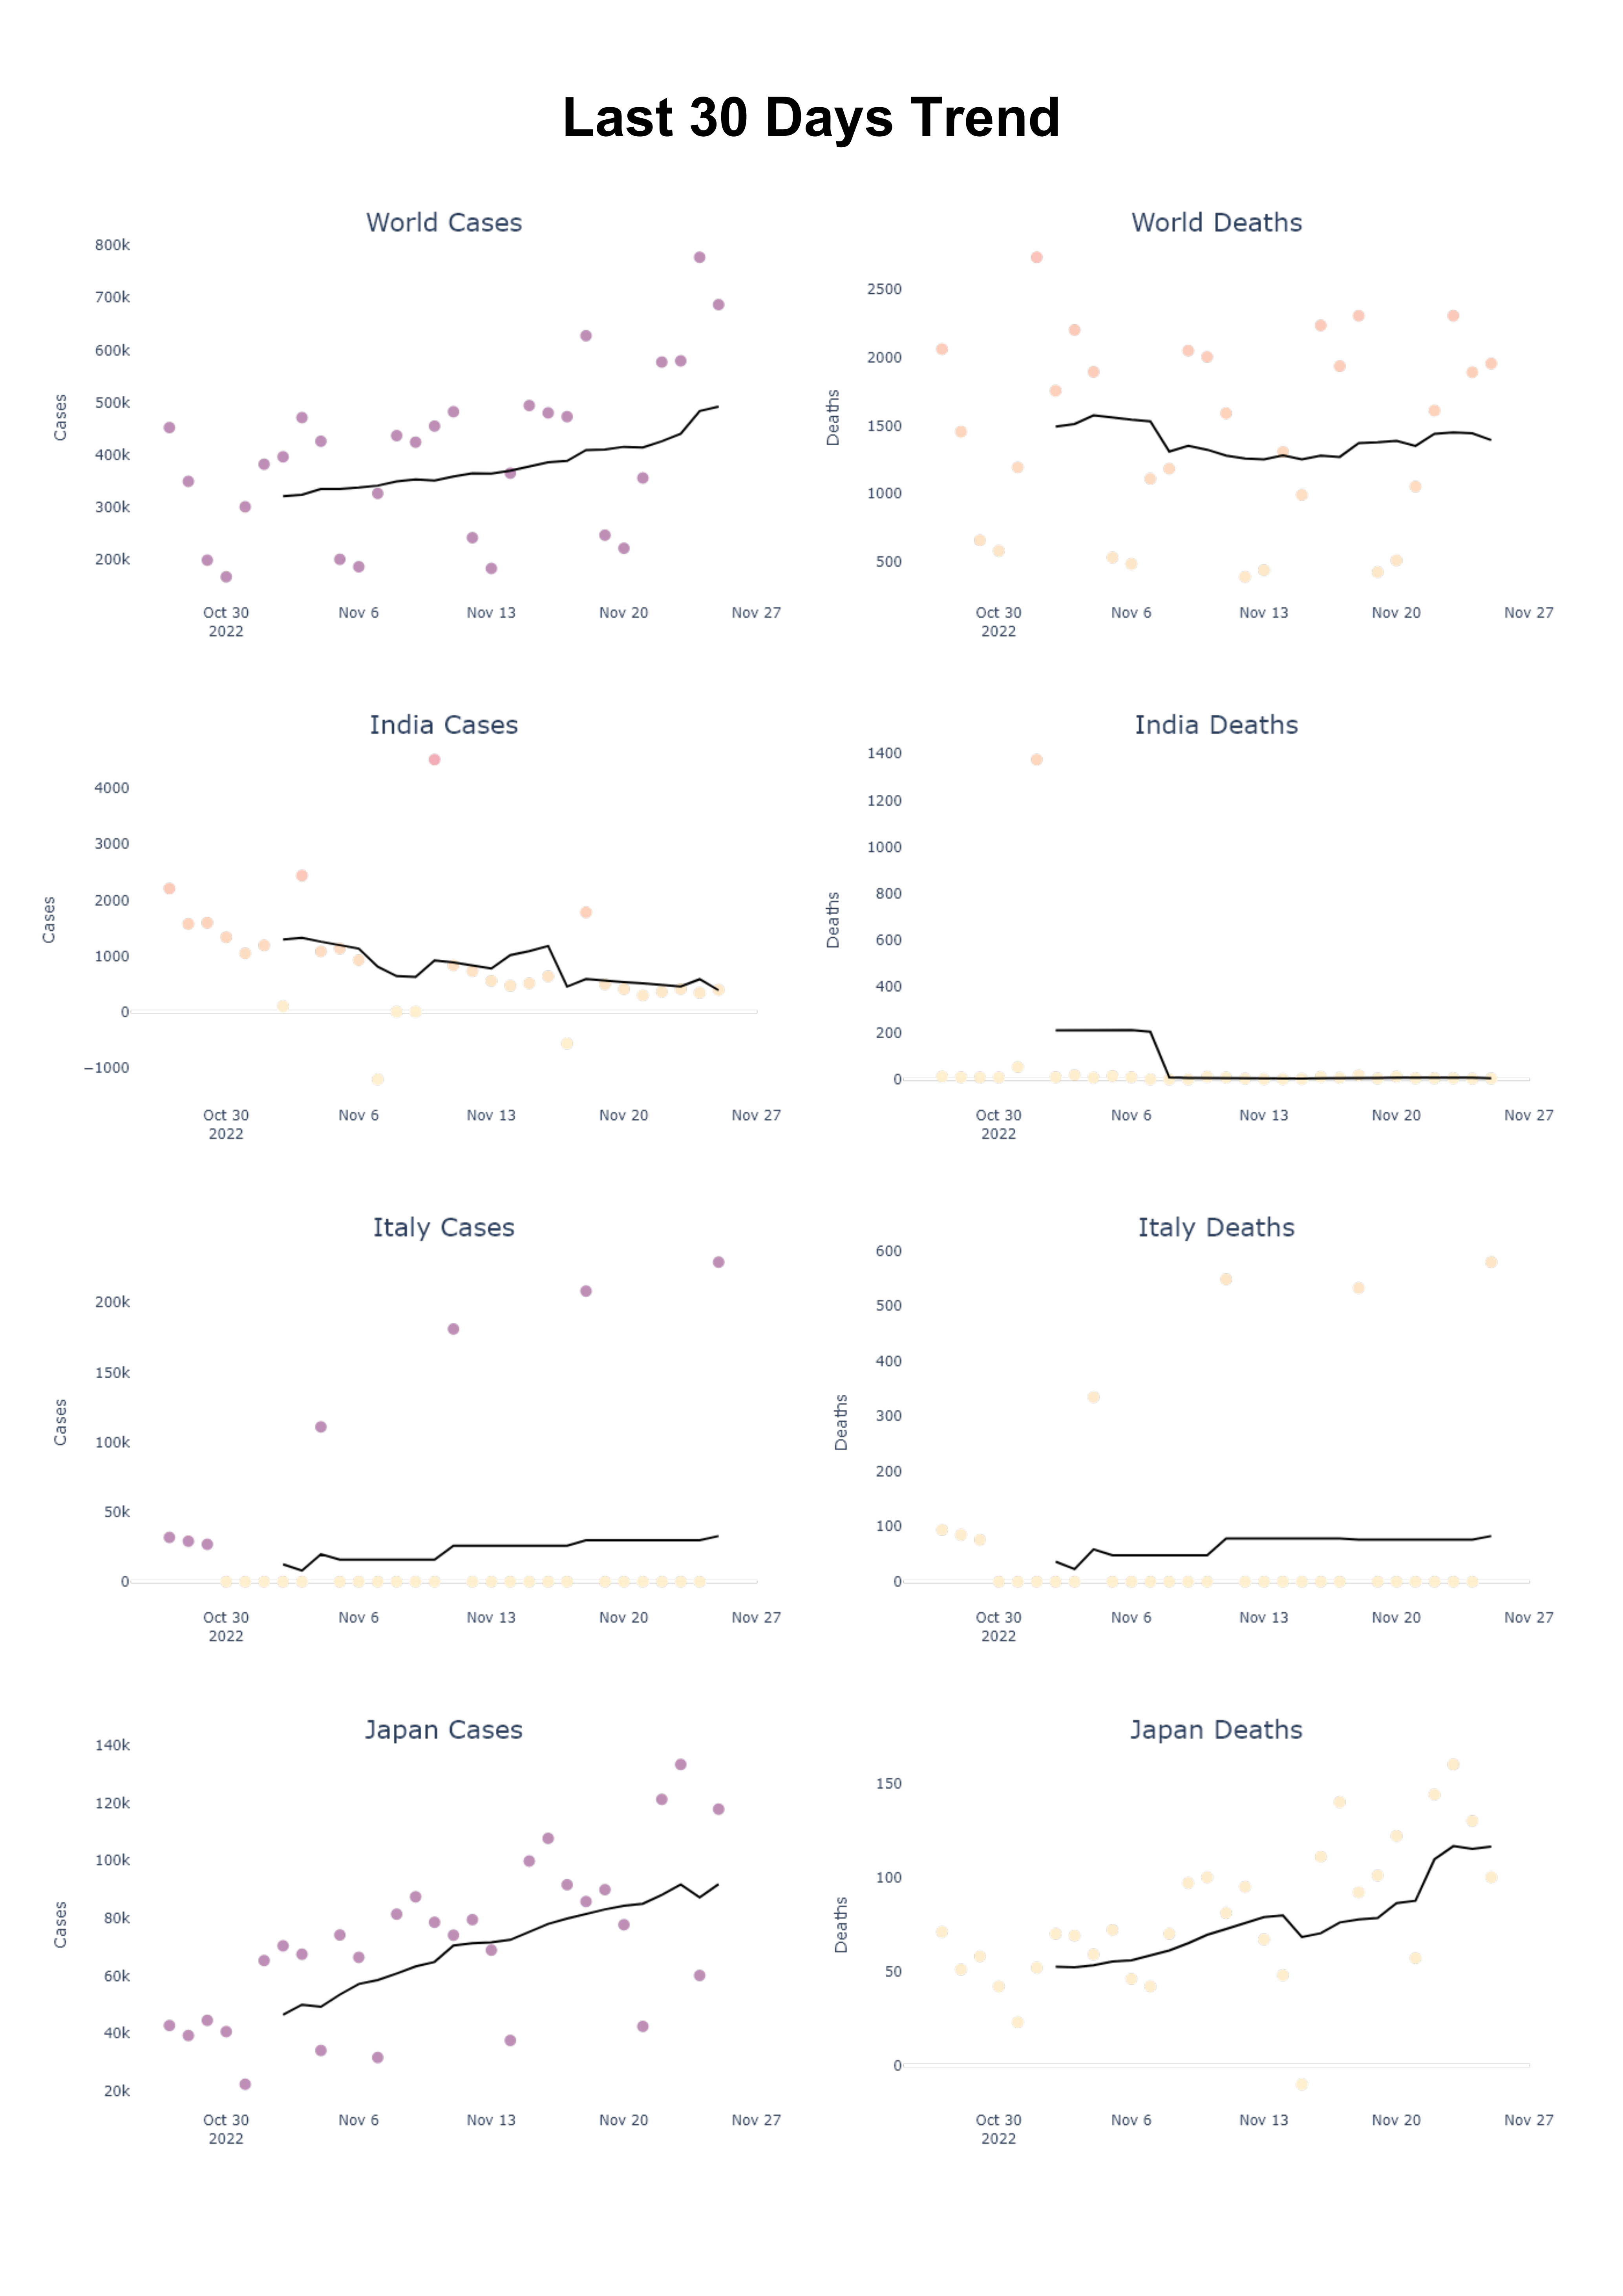 Last 30 Days Trend
World Cases
800k
700k
600k
500k
400k
300k
200k
Cases
Oct 30
2022
Nov 6
Nov 13
Nov 20
Nov 27
World Deaths
2500
2000
1500
1000
500
Deaths
Oct 30
2022
Nov 6
Nov 13
Nov 20
Nov 27
India Cases
4000
3000
2000
1000
0
−1000
Cases
Oct 30
2022
Nov 6
Nov 13
Nov 20
Nov 27
India Deaths
1400
1200
1000
800
600
400
200
0
Deaths
Oct 30
2022
Nov 6
Nov 13
Nov 20
Nov 27
Italy Cases
200k
150k
100k
50k
0
Cases
Oct 30
2022
Nov 6
Nov 13
Nov 20
Nov 27
Italy Deaths
600
500
400
300
200
100
0
Deaths
Oct 30
2022
Nov 6
Nov 13
Nov 20
Nov 27
Japan Cases
140k
120k
100k
80k
60k
40k
20k
Cases
Oct 30
2022
Nov 6
Nov 13
Nov 20
Nov 27
Japan Deaths
150
100
50
0
Deaths
Oct 30
2022
Nov 6
Nov 13
Nov 20
Nov 27